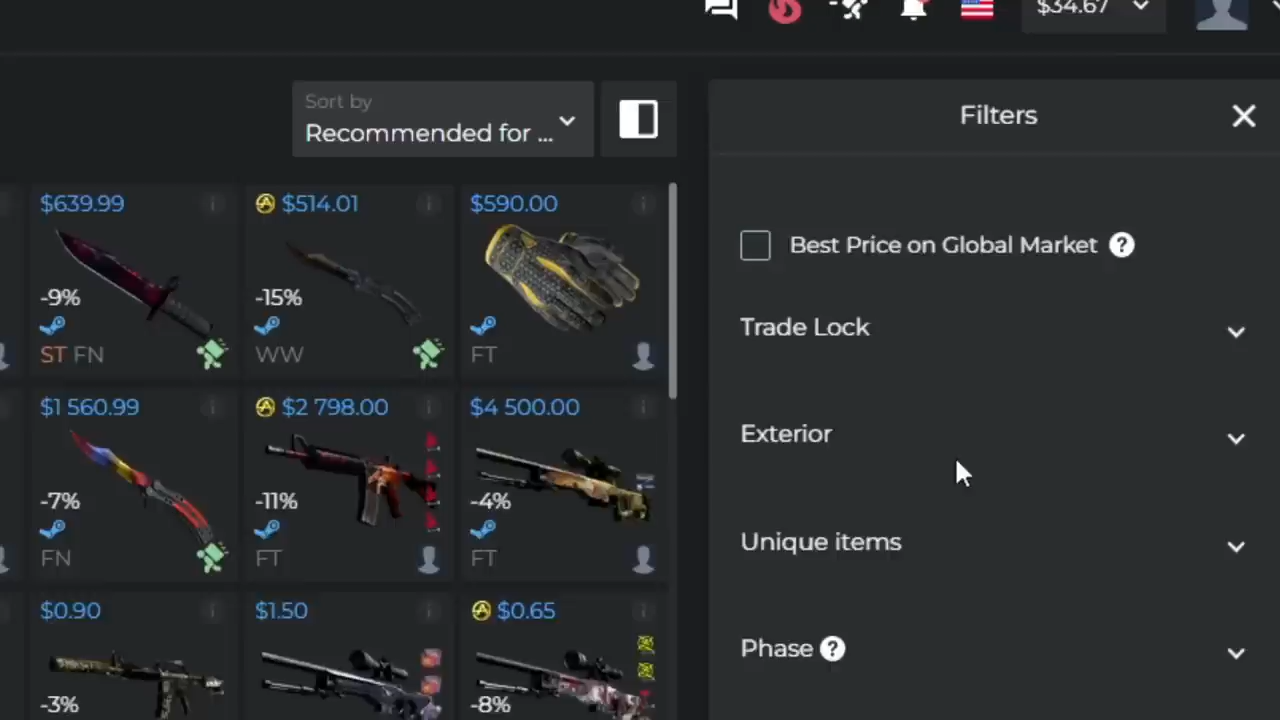 $34.67
Sort by
Recommended for ...
Filters
$639.99
$514.01
$590.00
Best Price on Global Market ?
-9%
-15%
ST FN
WW
FT
Trade Lock
$1 560.99
$2 798.00
$4 500.00
Exterior
-7%
-11%
-4%
FN
FT
FT
Unique items
$0.90
$1.50
$0.65
Phase ?
-3%
-8%